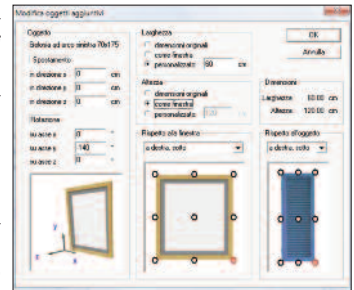 Modifica oggetti aggiuntivi
Oggetto
Balenia ad arco sinistra 70x175
Spostamento
in direzione x 0 cm
in direzione y 0 cm
in direzione z 0 cm
Rotazione
su asse x 0 °
su asse y 140 °
su asse z 0 °
Larghezza
dimensioni originali
come finestra
personalizzato 60 cm
Altezza
dimensioni originali
come finestra
personalizzato cm
OK
Annulla
Dimensioni
Larghezza: 60.00 cm
Altezza: 120.00 cm
Rispetto alla finestra
a destra, sotto
Rispetto all'oggetto
a destra, sotto